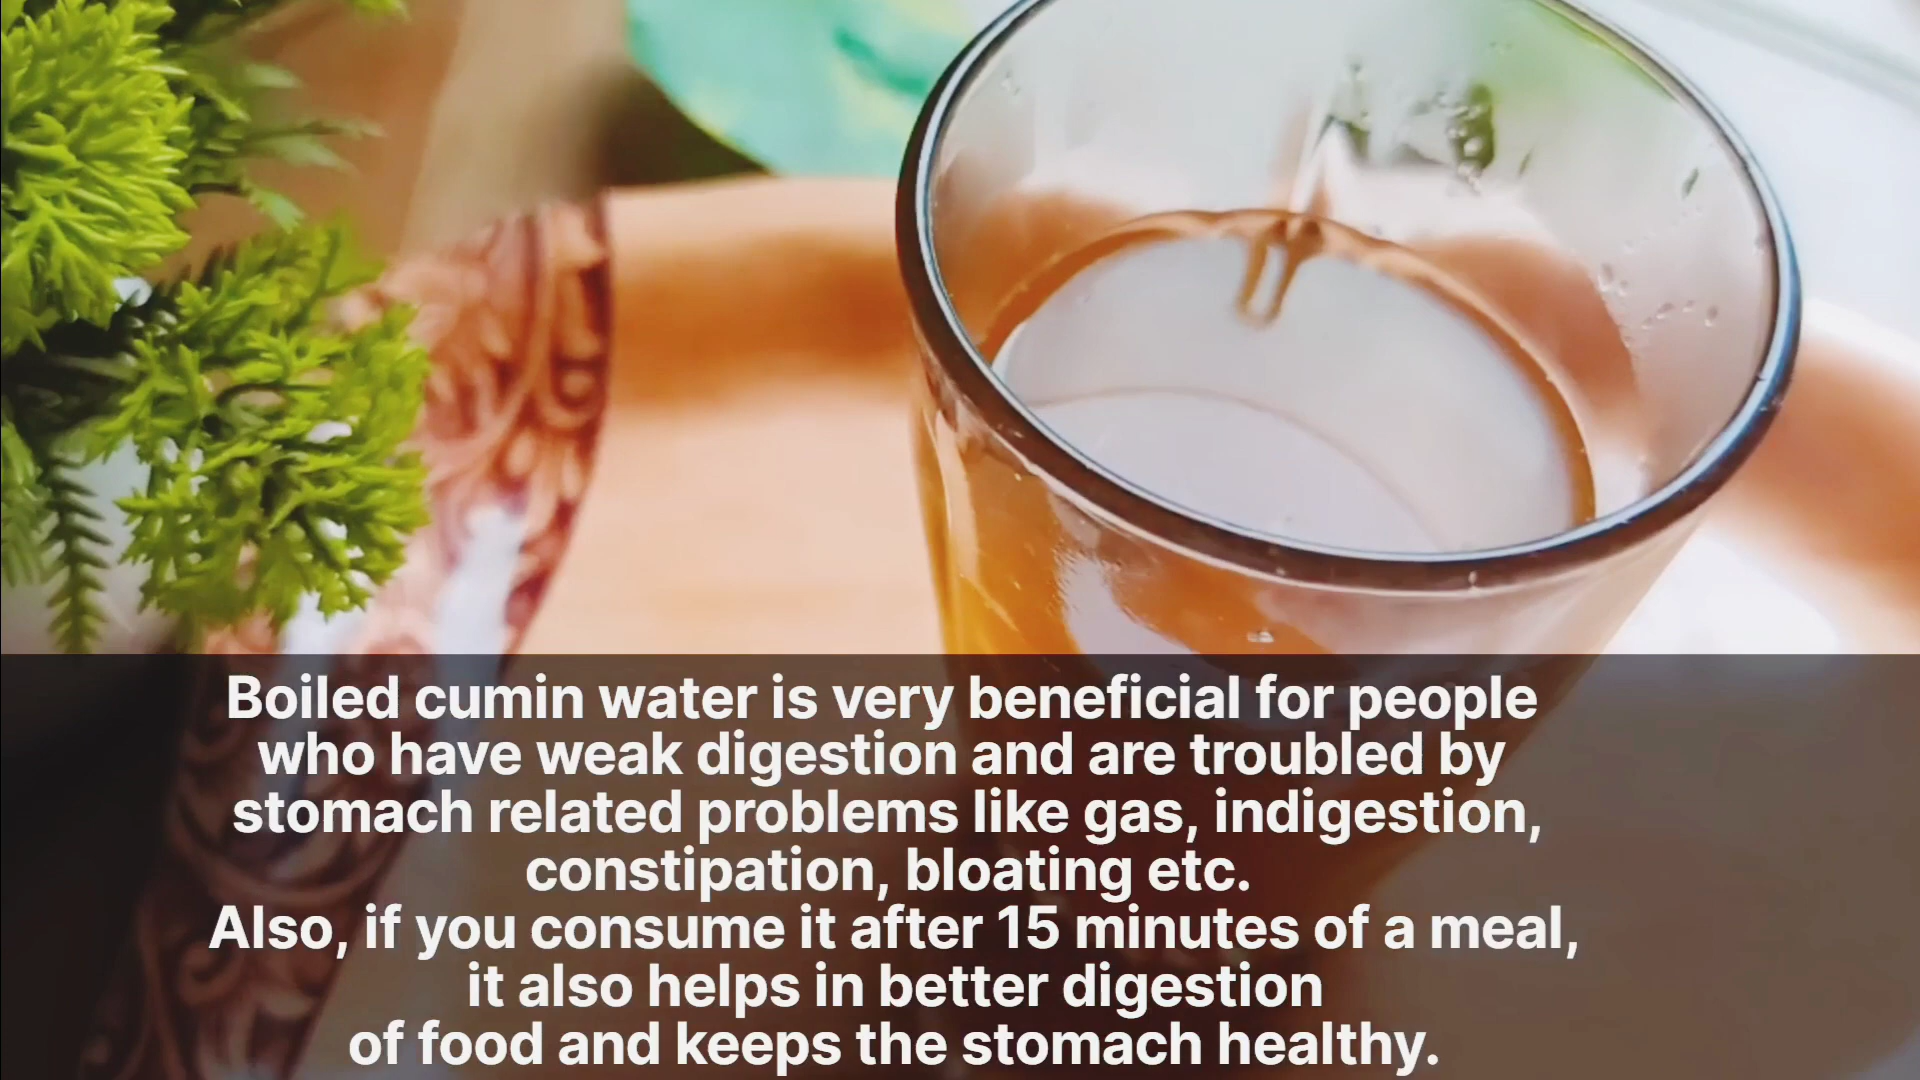 Boiled cumin water is very beneficial for people
who have weak digestion and are troubled by
stomach related problems like gas, indigestion,
constipation, bloating etc.
Also, if you consume it after 15 minutes of a meal,
it also helps in better digestion
of food and keeps the stomach healthy.